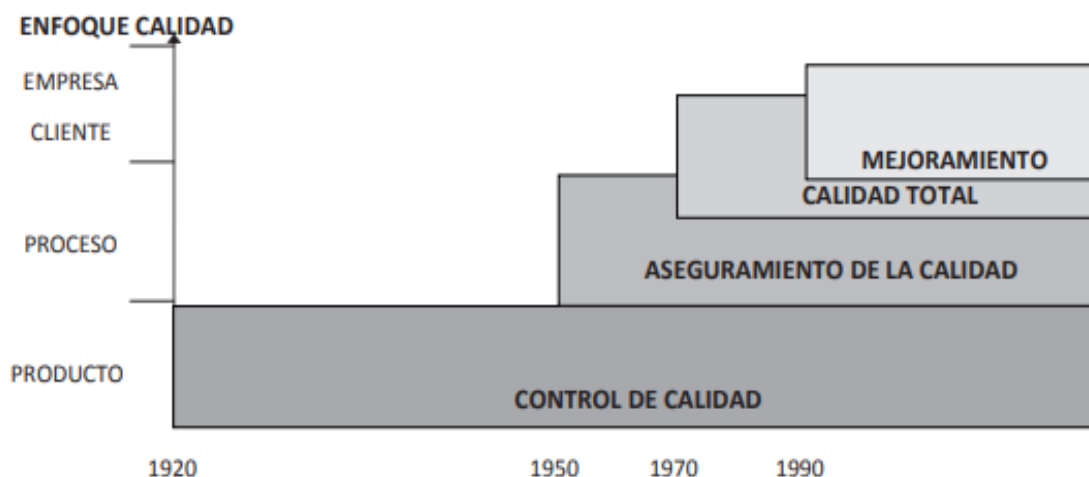 ENFOQUE CALIDAD
EMPRESA
CLIENTE
MEJORAMIENTO
CALIDAD TOTAL
PROCESO
ASEGURAMIENTO DE LA CALIDAD
PRODUCTO
CONTROL DE CALIDAD
1920 1950 1970 1990